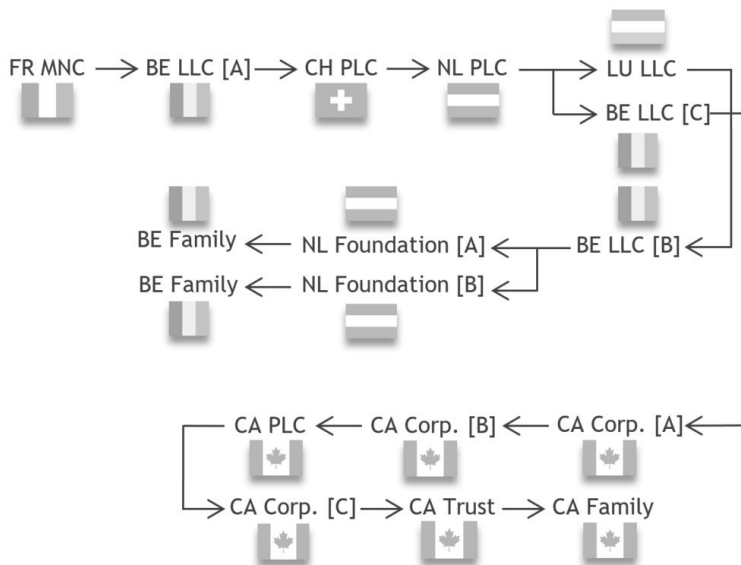 FR MNC BE LLC [A] CH PLC NL PLC LU LLC
BE LLC [C]
BE Family NL Foundation [A] BE LLC [B]
BE Family NL Foundation [B]
CA PLC CA Corp. [B] CA Corp. [A]
CA Corp. [C] CA Trust CA Family